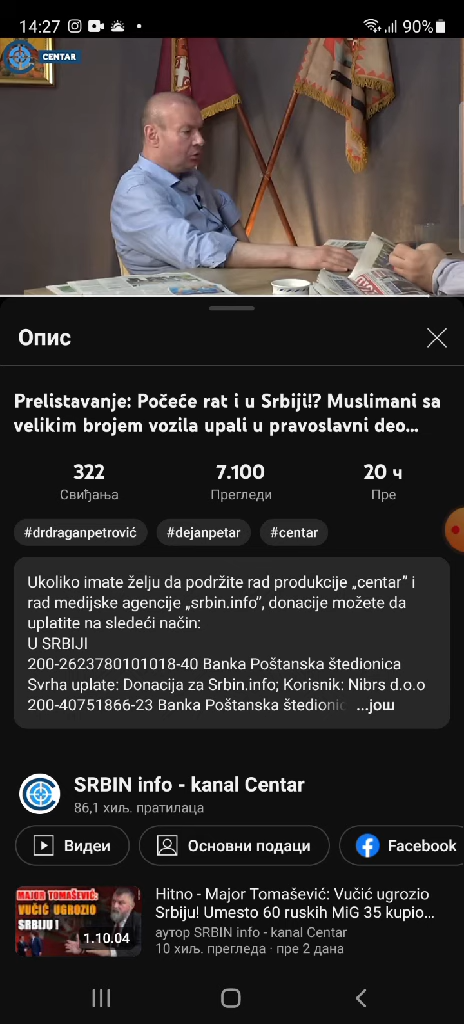 14:27
90%
CENTAR
Опис
Prelistavanje: Počeće rat i u Srbiji!? Muslimani sa
velikim brojem vozila upali u pravoslavni deo...
322
7.100
20 ч
Свиђања
Прегледи
Пре
#drdraganpetrović
#dejanpetar
#centar
Ukoliko imate želju da podržite rad produkcije „centar” i
rad medijske agencije „srbin.info”, donacije možete da
uplatite na sledeći način:
U SRBIJI
200-2623780101018-40 Banka Poštanska štedionica
Svrha uplate: Donacija za Srbin.info; Korisnik: Nibrs d.o.o
200-40751866-23 Banka Poštanska štedionic ...још
SRBIN info - kanal Centar
86,1 хиљ. пратилаца
Видеи
Основни подаци
Facebook
MAJOR TOMAŠEVIĆ:
VUČIĆ UGROZIO
SRBIJU !
1.10.04
Hitno - Major Tomašević: Vučić ugrozio
Srbiju! Umesto 60 ruskih MiG 35 kupio...
аутор SRBIN info - kanal Centar
10 хиљ. прегледа · пре 2 дана